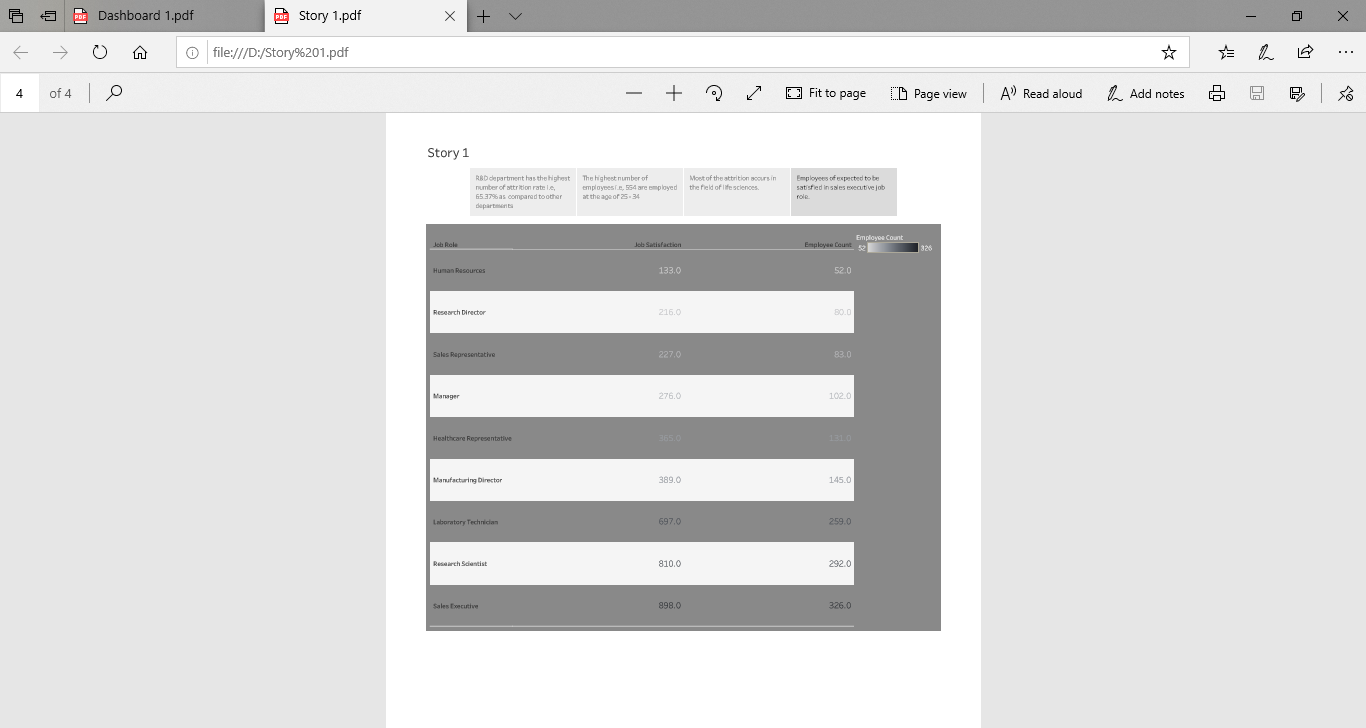 Dashboard 1.pdf
Story 1.pdf
file:///D:/Story%201.pdf
4 of 4
Fit to page
Page view
Read aloud
Add notes
Story 1
R&D department has the highest
number of attrition rate i.e,
65.37% as compared to other
departments
The highest number of
employees i.e, 554 are employed
at the age of 25 - 34
Most of the attrition accurs in
the field of life sciences.
Employees of expected to be
satisfied in sales executive job
role.
Job Role Job Satisfaction Employee Count
Employee Count
52 326
Human Resources 133.0 52.0
Research Director 216.0 80.0
Sales Representative 227.0 83.0
Manager 276.0 102.0
Healthcare Representative 365.0 131.0
Manufacturing Director 389.0 145.0
Laboratory Technician 697.0 259.0
Research Scientist 810.0 292.0
Sales Executive 898.0 326.0